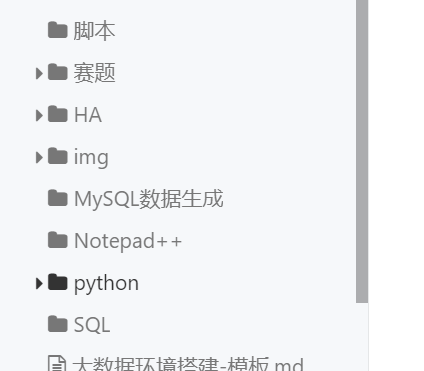 脚本
赛题
HA
img
MySQL数据生成
Notepad++
python
SQL
大数据环境搭建-模板.md